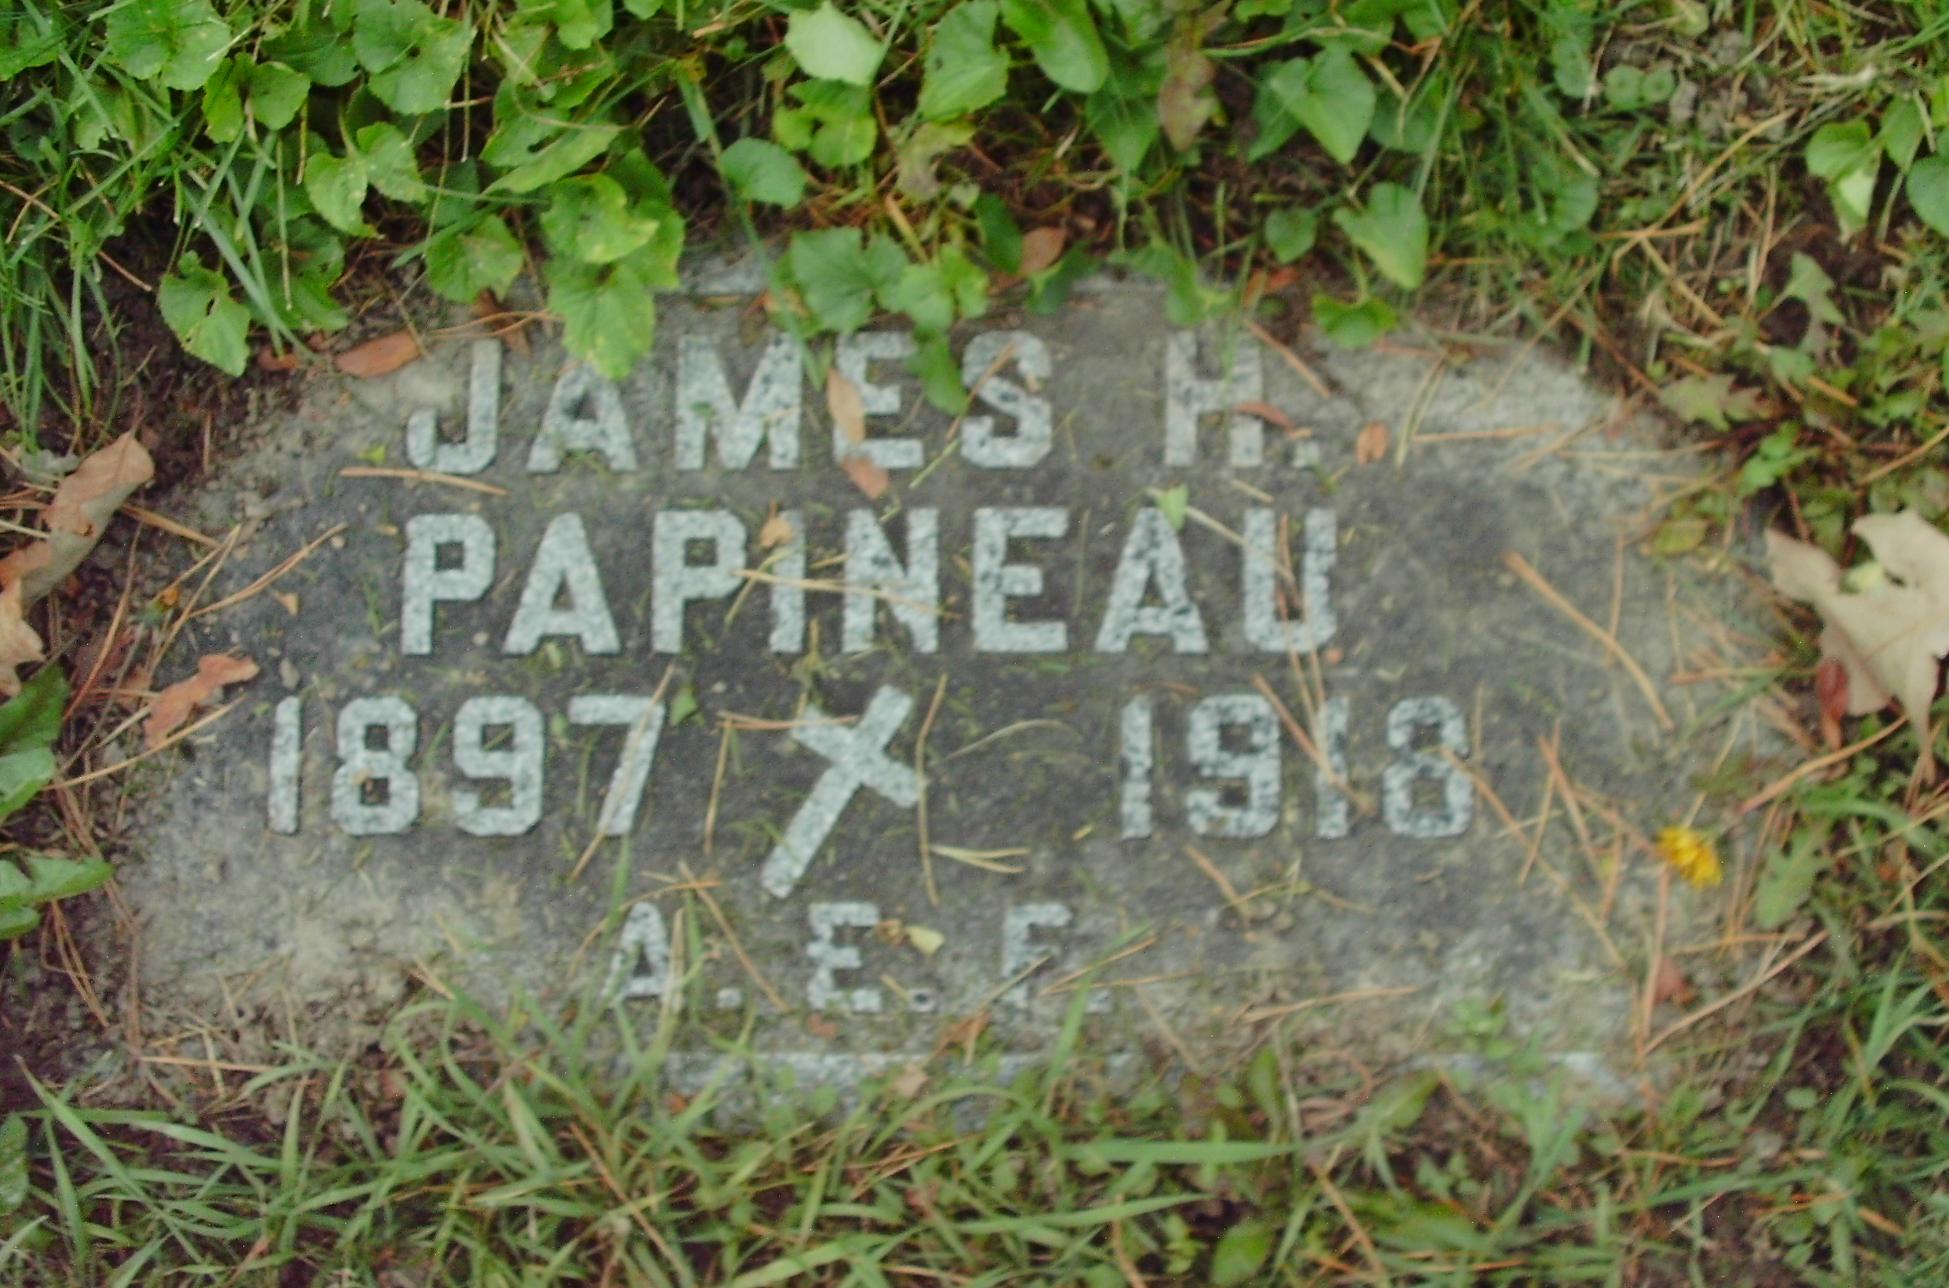 JAMES H.
PAPINEAU
1897 1918
A. E. F.